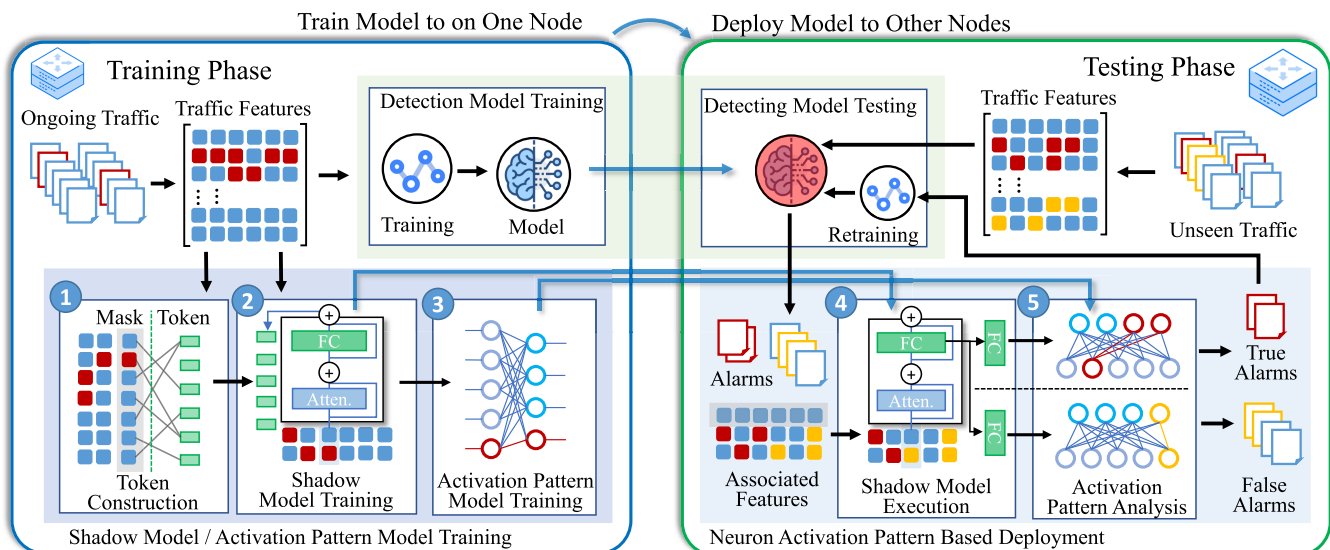 Train Model to on One Node
Deploy Model to Other Nodes
Training Phase
Ongoing Traffic
Traffic Features
Detection Model Training
Training
Model
1
Mask
Token
Token
Construction
2
FC
Atten.
Shadow
Model Training
3
Activation Pattern
Model Training
Shadow Model / Activation Pattern Model Training
Testing Phase
Detecting Model Testing
Retraining
Traffic Features
Unseen Traffic
Alarms
Associated
Features
4
FC
Atten.
FC
FC
Shadow Model
Execution
5
Activation
Pattern Analysis
True
Alarms
False
Alarms
Neuron Activation Pattern Based Deployment